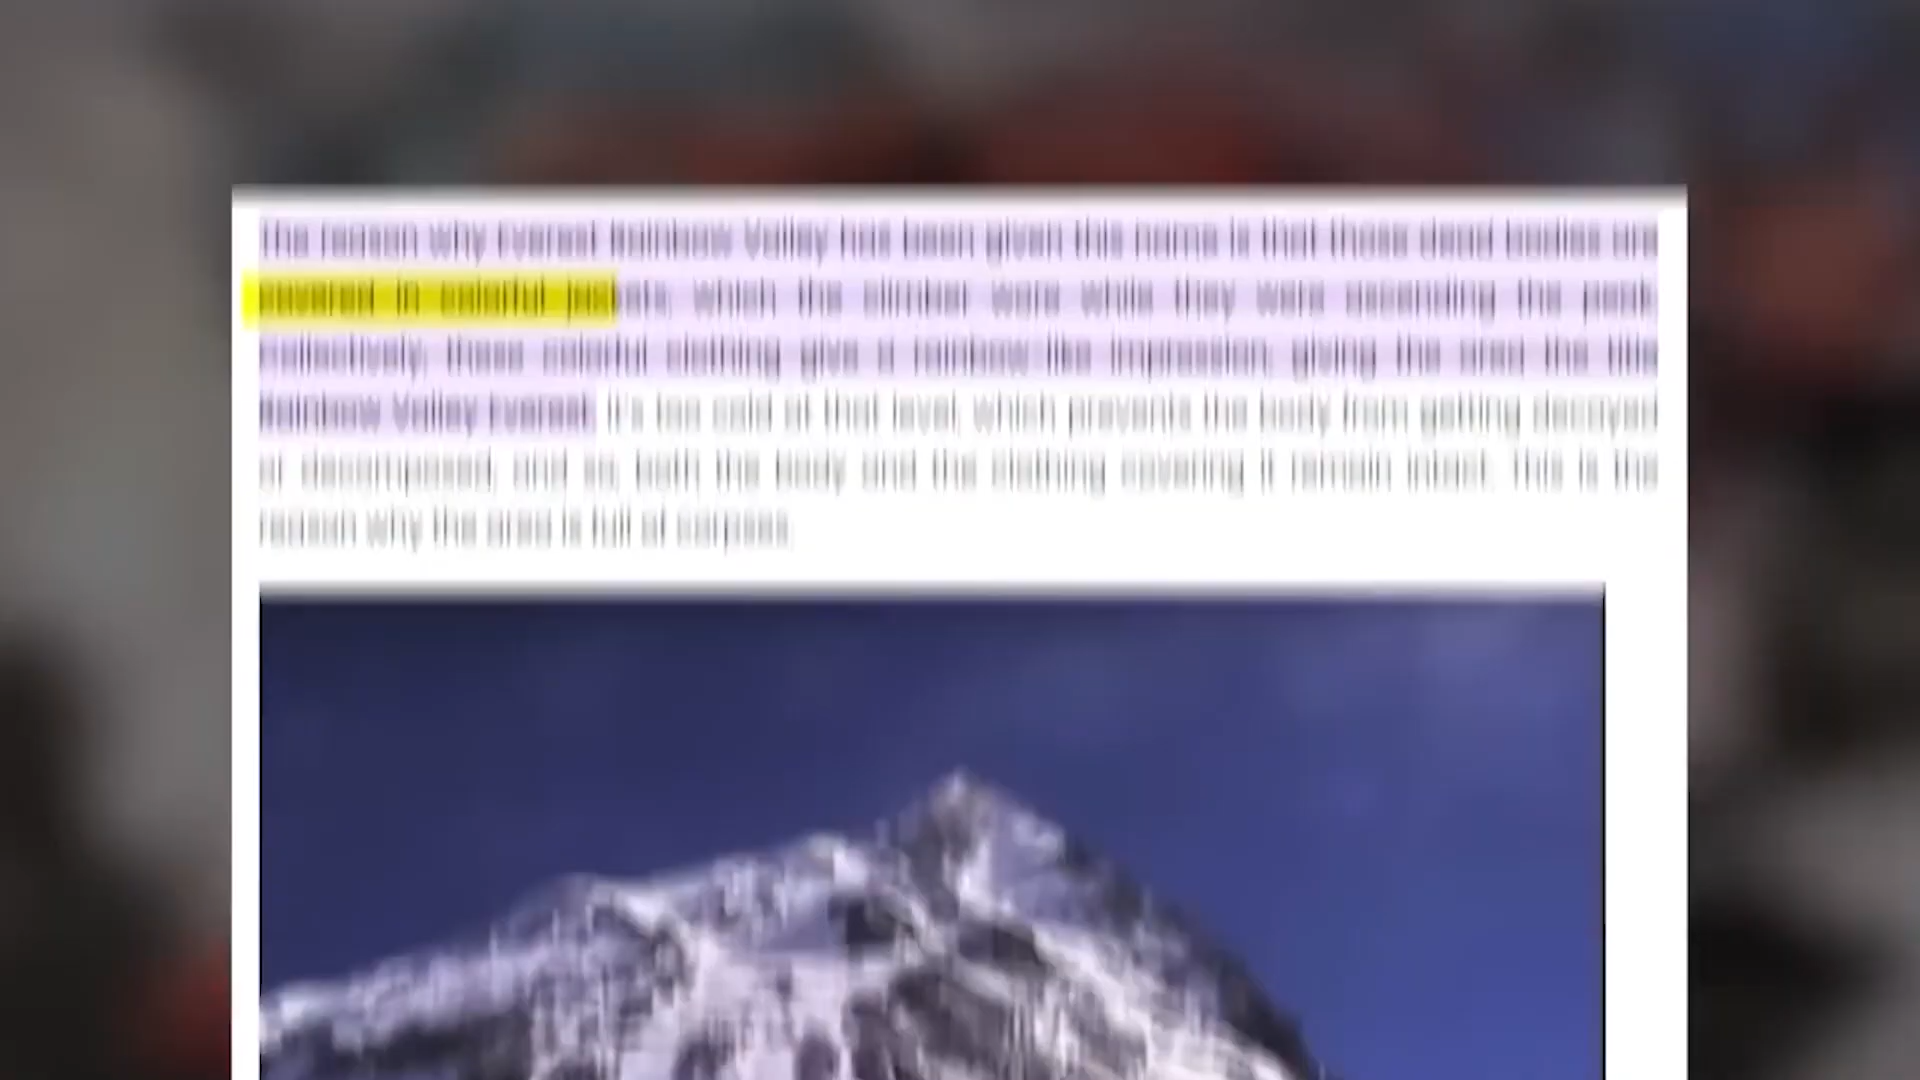 The reason why Everest Rainbow Valley has been given this name is that those dead bodies are
covered in colorful jackets, which the climber wore while they were ascending the peak.
Collectively, those colorful clothing give a rainbow-like impression, giving the area the title
Rainbow Valley Everest. It's too cold at that level, which prevents the body from getting decayed
or decomposed, and so, both the body and the clothing covering it remain intact. This is the
reason why the area is full of corpses.